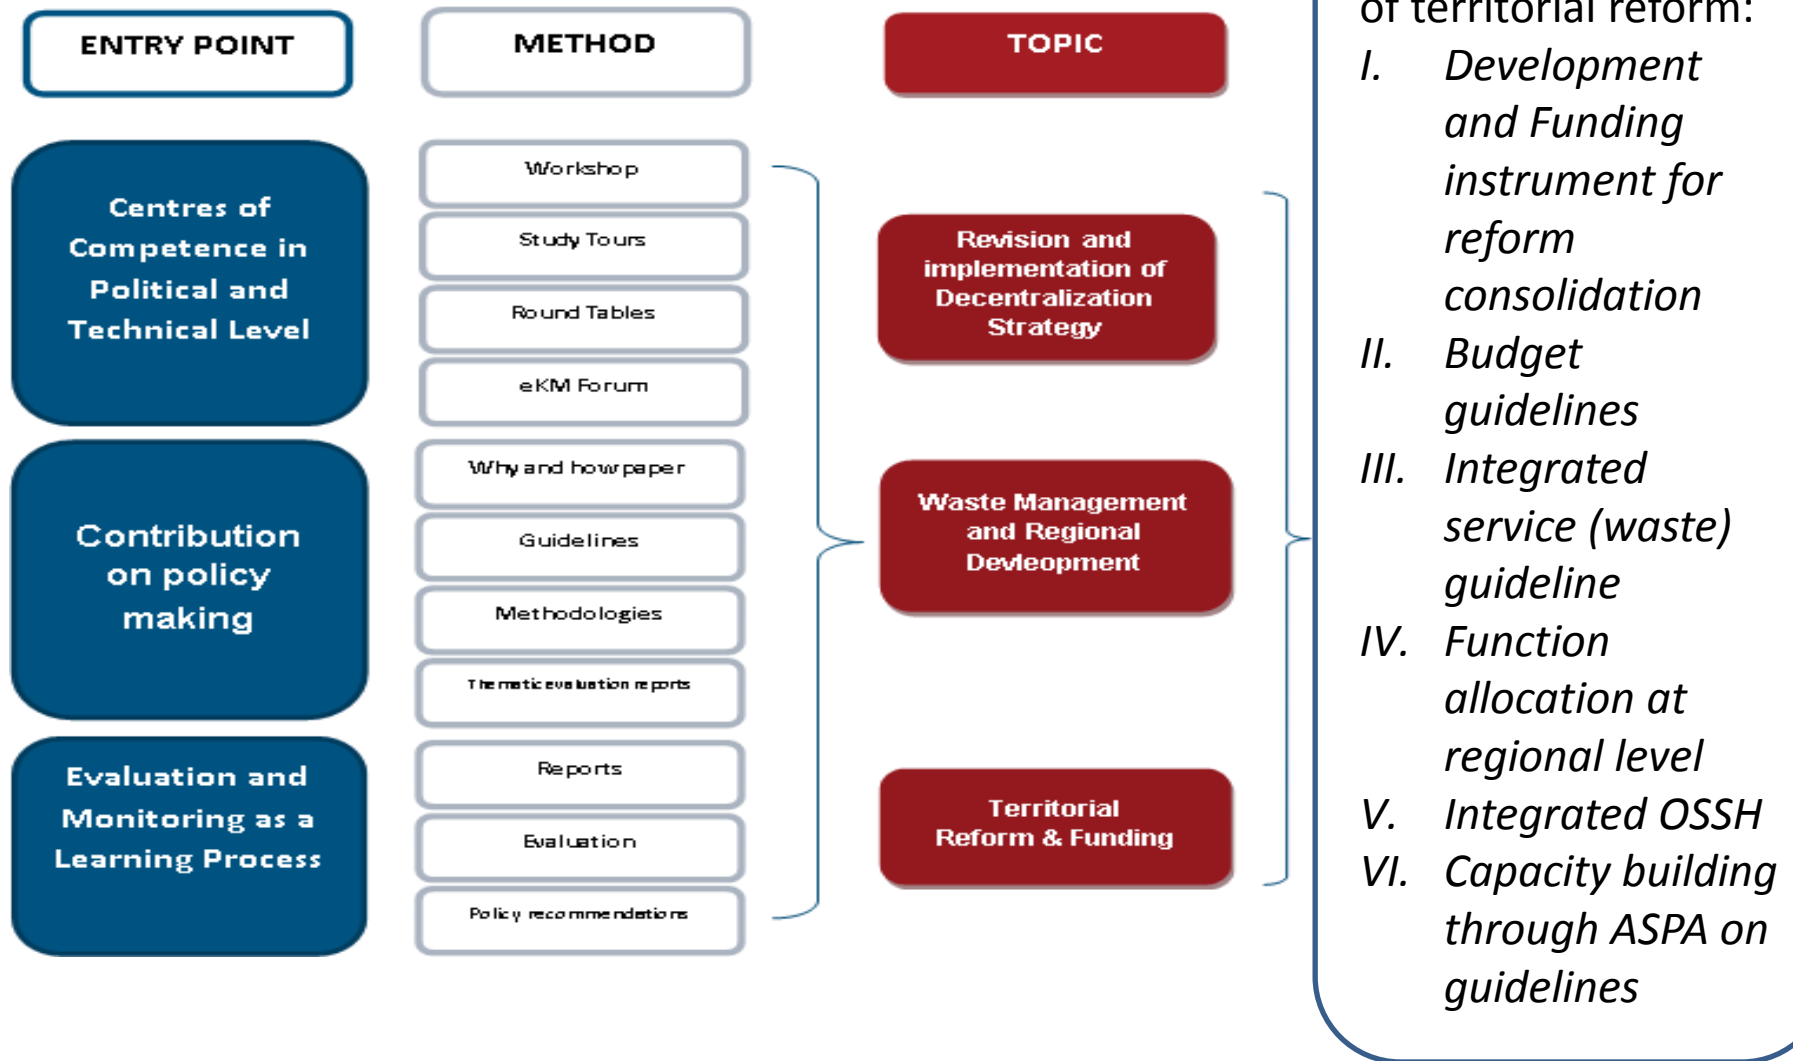 ENTRY POINT
METHOD
TOPIC
Centres of
Competence in
Political and
Technical Level
Contribution
on policy
making
Evaluation and
Monitoring as a
Learning Process
Workshop
Study Tours
Round Tables
eKM Forum
Why and how paper
Guidelines
Methodologies
Thematic evaluation reports
Reports
Evaluation
Policy recommendations
Revision and
implementation of
Decentralization
Strategy
Waste Management
and Regional
Devleopment
Territorial
Reform & Funding
of territorial reform:
I. Development
and Funding
instrument for
reform
consolidation
II. Budget
guidelines
III. Integrated
service (waste)
guideline
IV. Function
allocation at
regional level
V. Integrated OSSH
VI. Capacity building
through ASPA on
guidelines